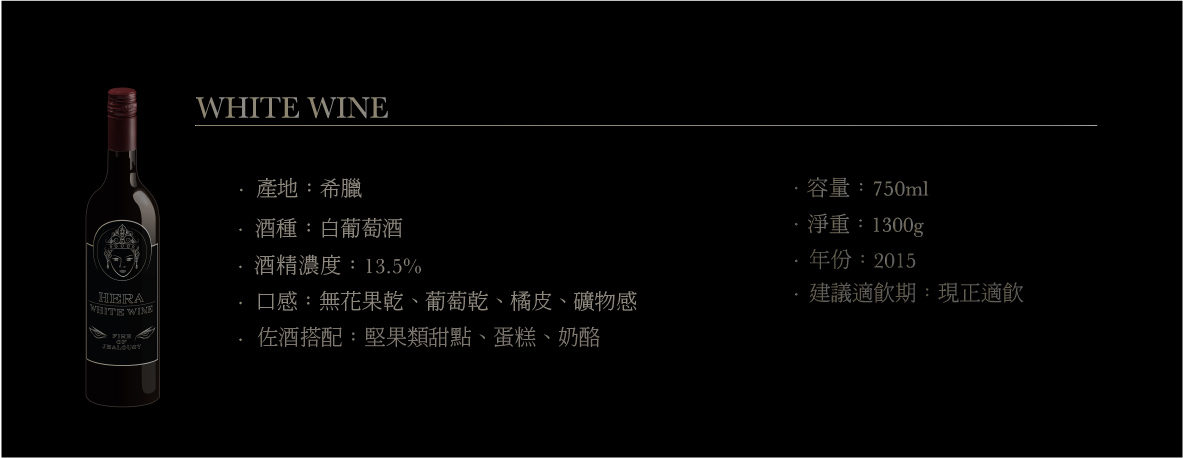 WHITE WINE
· 產地：希臘
· 酒種：白葡萄酒
· 酒精濃度：13.5%
· 口感：無花果乾、葡萄乾、橘皮、礦物感
· 佐酒搭配：堅果類甜點、蛋糕、奶酪
· 容量：750ml
· 淨重：1300g
· 年份：2015
· 建議適飲期：現正適飲
HERA
WHITE WINE
FIRE
OF
JEALOUSY